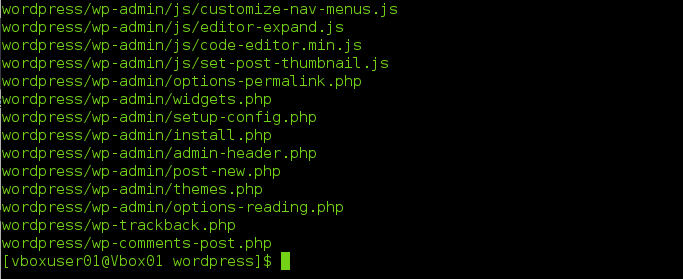 wordpress/wp-admin/js/customize-nav-menus.js
wordpress/wp-admin/js/editor-expand.js
wordpress/wp-admin/js/code-editor.min.js
wordpress/wp-admin/js/set-post-thumbnail.js
wordpress/wp-admin/options-permalink.php
wordpress/wp-admin/widgets.php
wordpress/wp-admin/setup-config.php
wordpress/wp-admin/install.php
wordpress/wp-admin/admin-header.php
wordpress/wp-admin/post-new.php
wordpress/wp-admin/themes.php
wordpress/wp-admin/options-reading.php
wordpress/wp-trackback.php
wordpress/wp-comments-post.php
[vboxuser01@Vbox01 wordpress]$